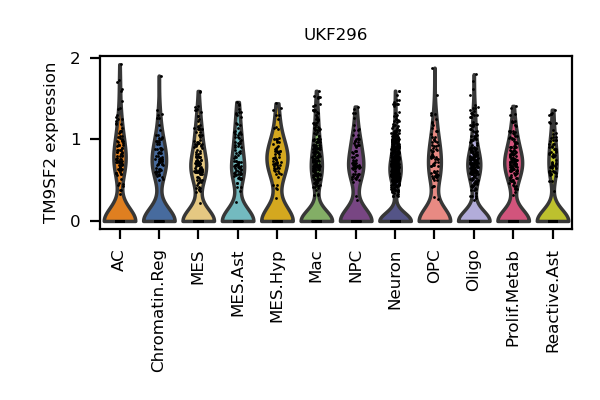 UKF296
TM9SF2 expression
2
1
0
AC
Chromatin.Reg
MES
MES.Ast
MES.Hyp
Mac
NPC
Neuron
OPC
Oligo
Prolif.Metab
Reactive.Ast